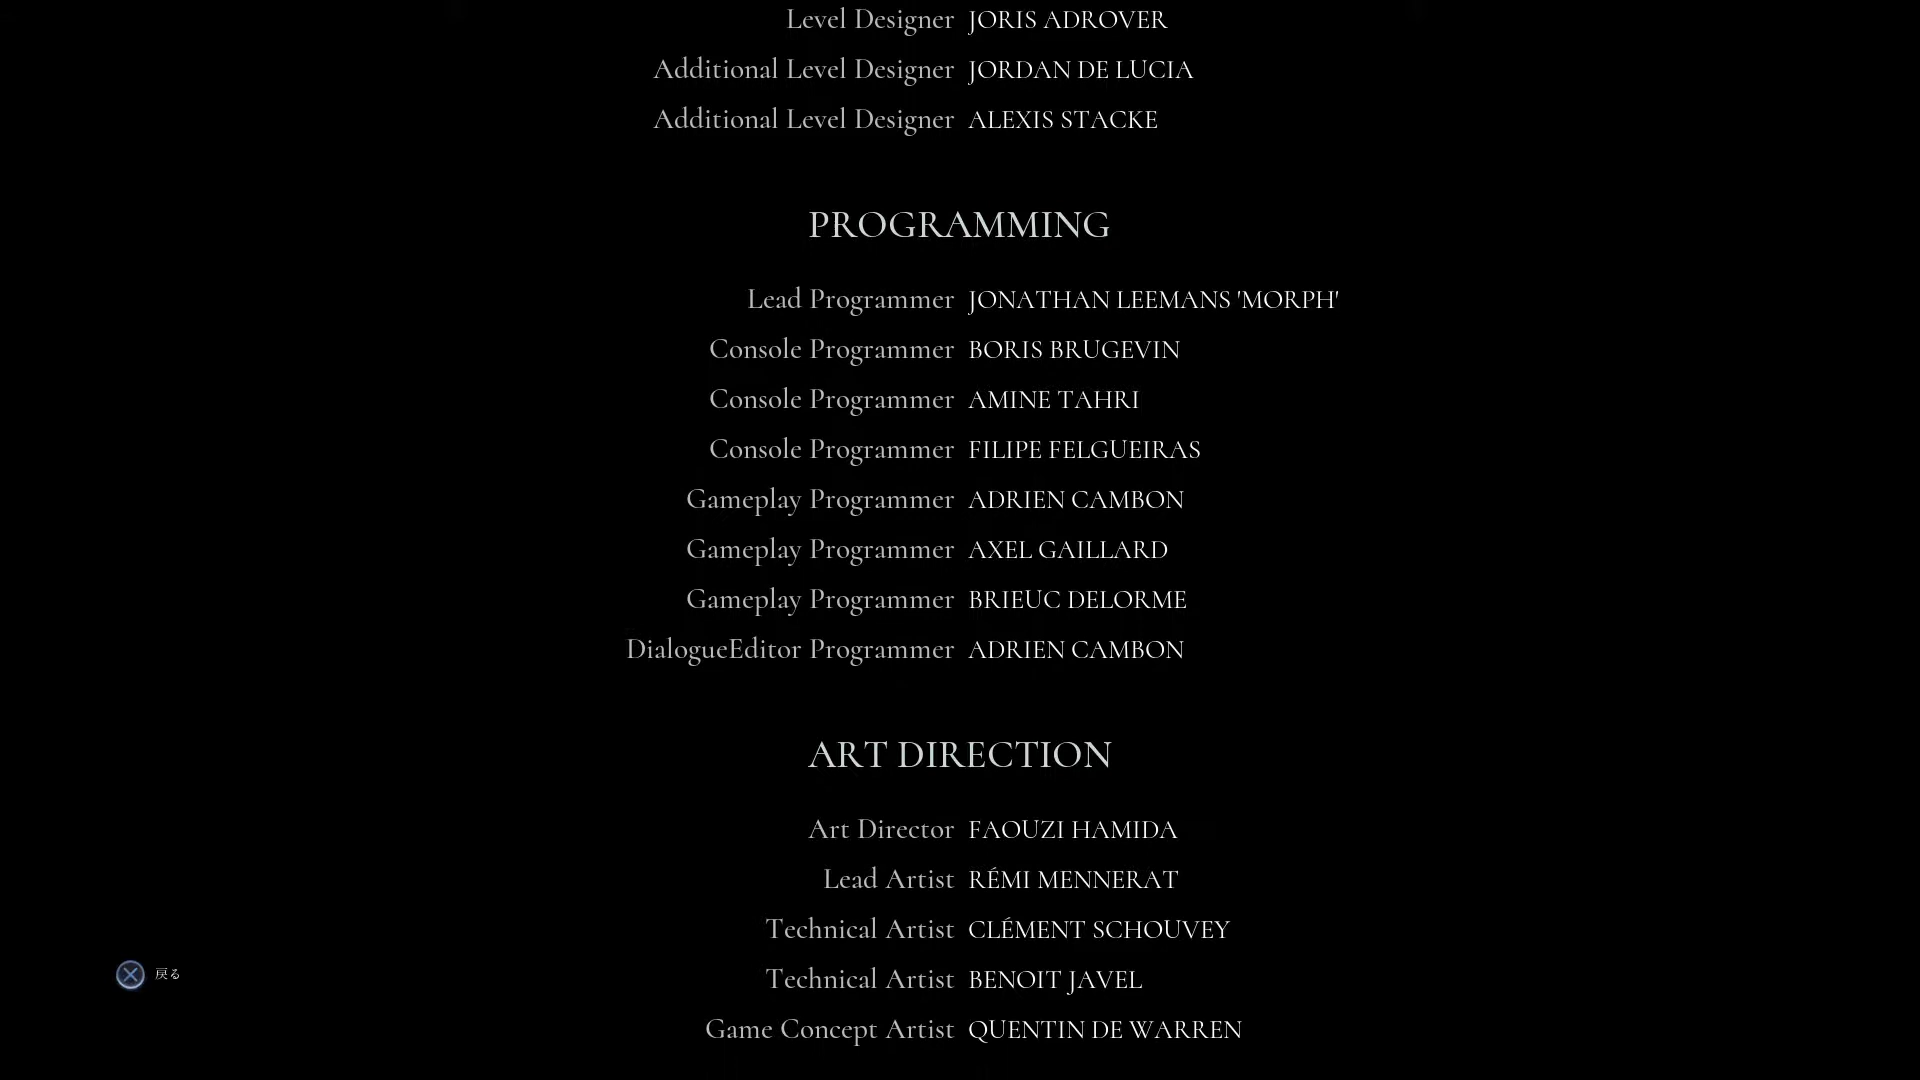 Level Designer JORIS ADROVER
Additional Level Designer JORDAN DE LUCIA
Additional Level Designer ALEXIS STACKE
PROGRAMMING
Lead Programmer JONATHAN LEEMANS 'MORPH'
Console Programmer BORIS BRUGEVIN
Console Programmer AMINE TAHRI
Console Programmer FILIPE FELGUEIRAS
Gameplay Programmer ADRIEN CAMBON
Gameplay Programmer AXEL GAILLARD
Gameplay Programmer BRIEUC DELORME
DialogueEditor Programmer ADRIEN CAMBON
ART DIRECTION
Art Director FAOUZI HAMIDA
Lead Artist RÉMI MENNERAT
Technical Artist CLÉMENT SCHOUVEY
Technical Artist BENOIT JAVEL
Game Concept Artist QUENTIN DE WARREN
戻る